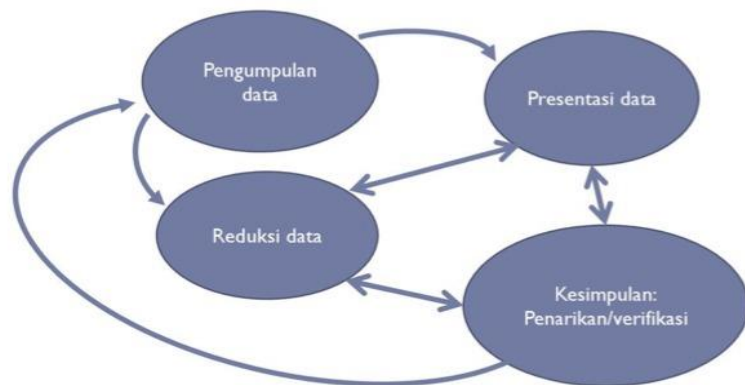 Pengumpulan
data
Presentasi data
Reduksi data
Kesimpulan:
Penarikan/verifikasi